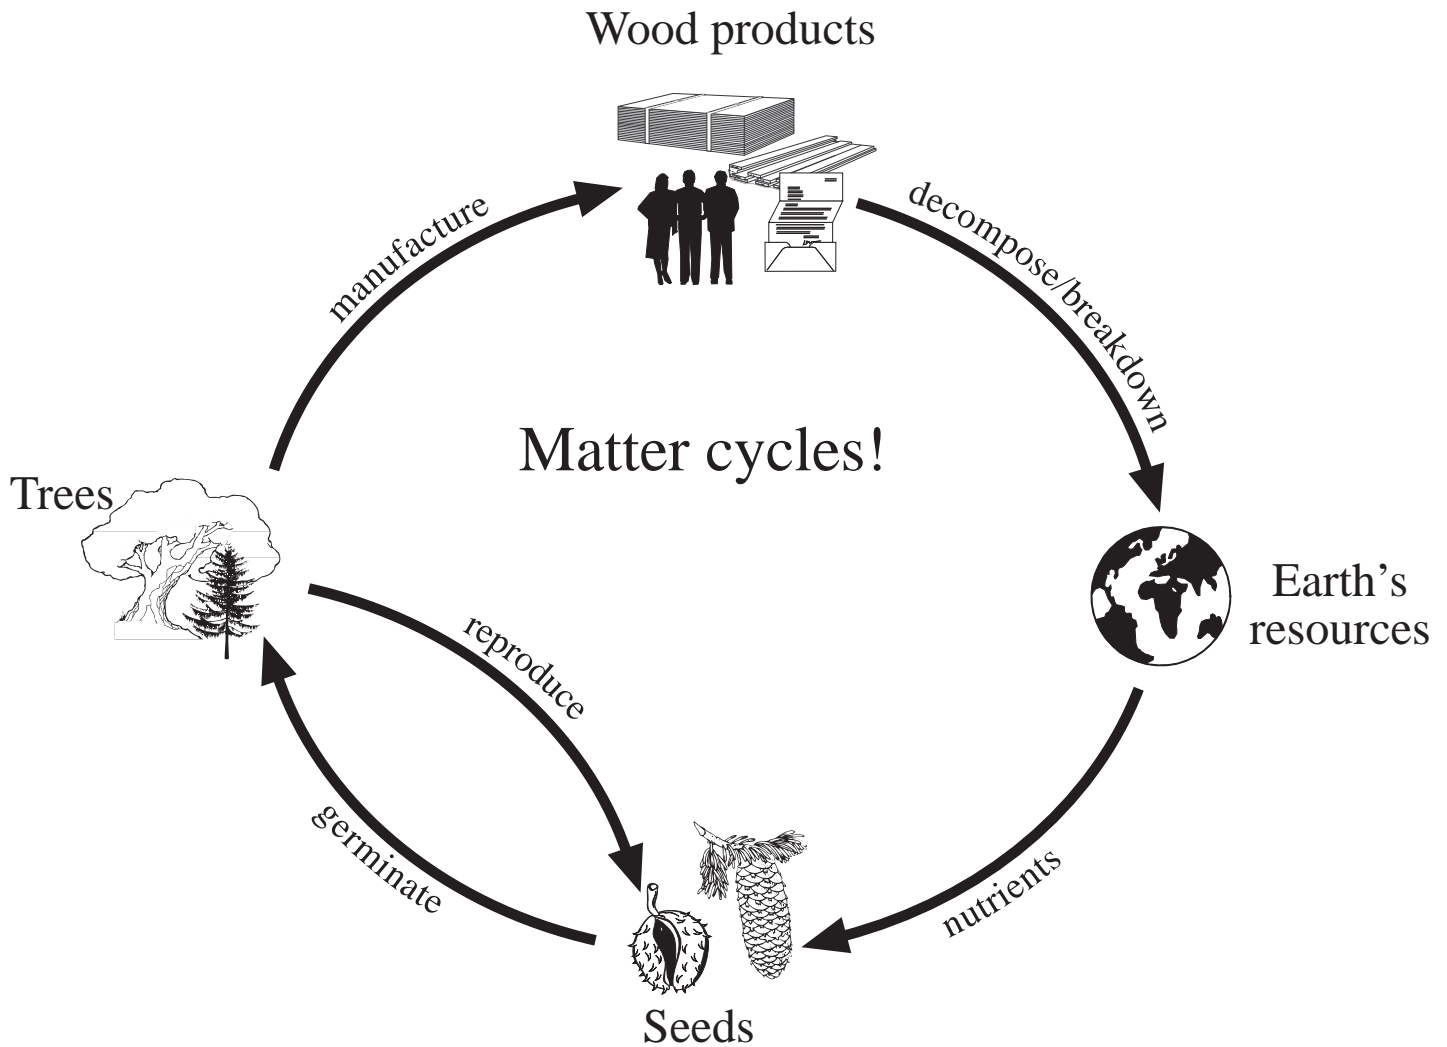 Wood products
manufacture
decompose/breakdown
Matter cycles!
Trees
Earth’s
resources
reproduce
germinate
nutrients
Seeds